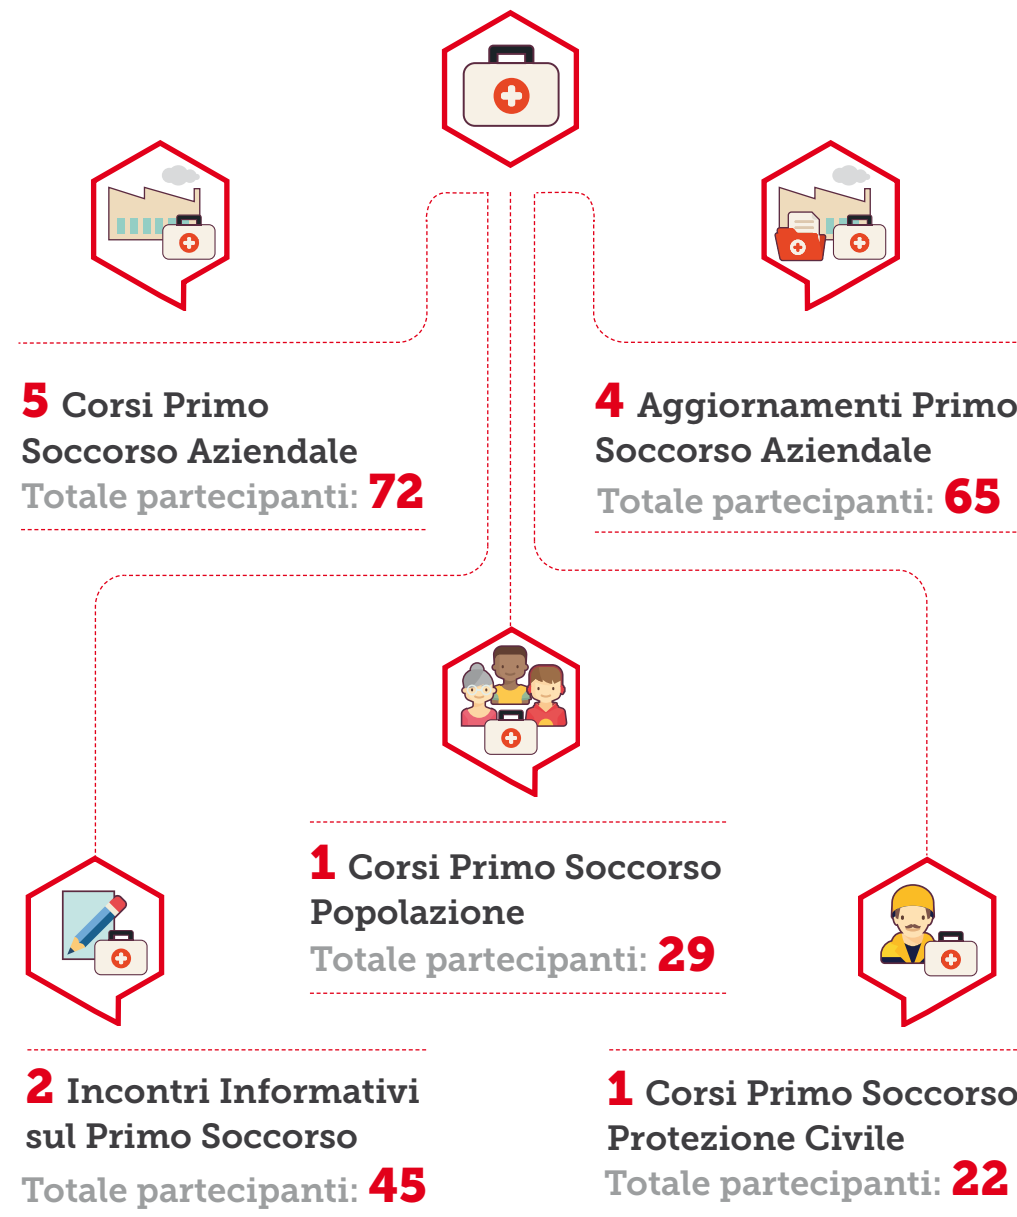 5 Corsi Primo
Soccorso Aziendale
Totale partecipanti: 72
4 Aggiornamenti Primo
Soccorso Aziendale
Totale partecipanti: 65
1 Corsi Primo Soccorso
Popolazione
Totale partecipanti: 29
2 Incontri Informativi
sul Primo Soccorso
Totale partecipanti: 45
1 Corsi Primo Soccorso
Protezione Civile
Totale partecipanti: 22